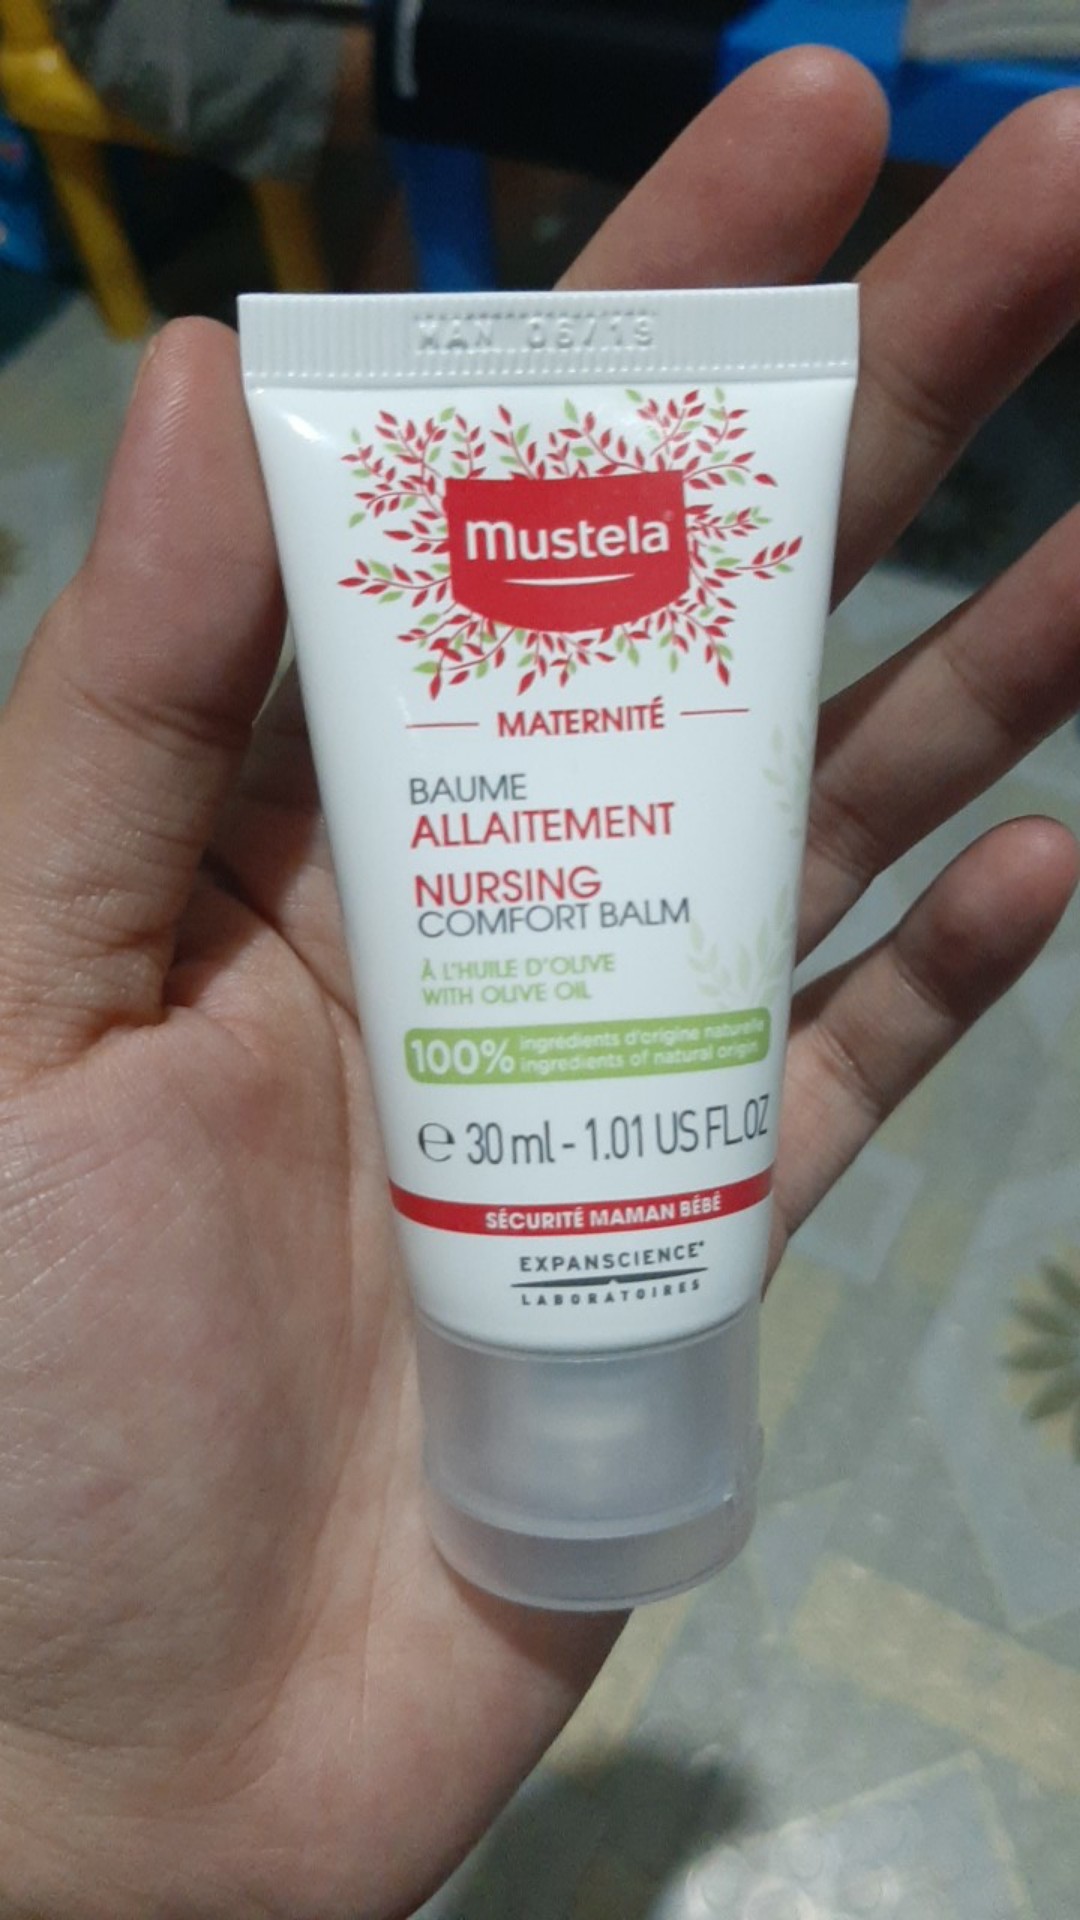 MAN 06/19
mustela®
MATERNITÉ
BAUME
ALLAITEMENT
NURSING
COMFORT BALM
À L'HUILE D'OLIVE
WITH OLIVE OIL
100% ingrédients d'origine naturelle
ingredients of natural origin
e 30 ml - 1.01 US FL.OZ
SÉCURITÉ MAMAN BÉBÉ
EXPANSCIENCE®
LABORATOIRES